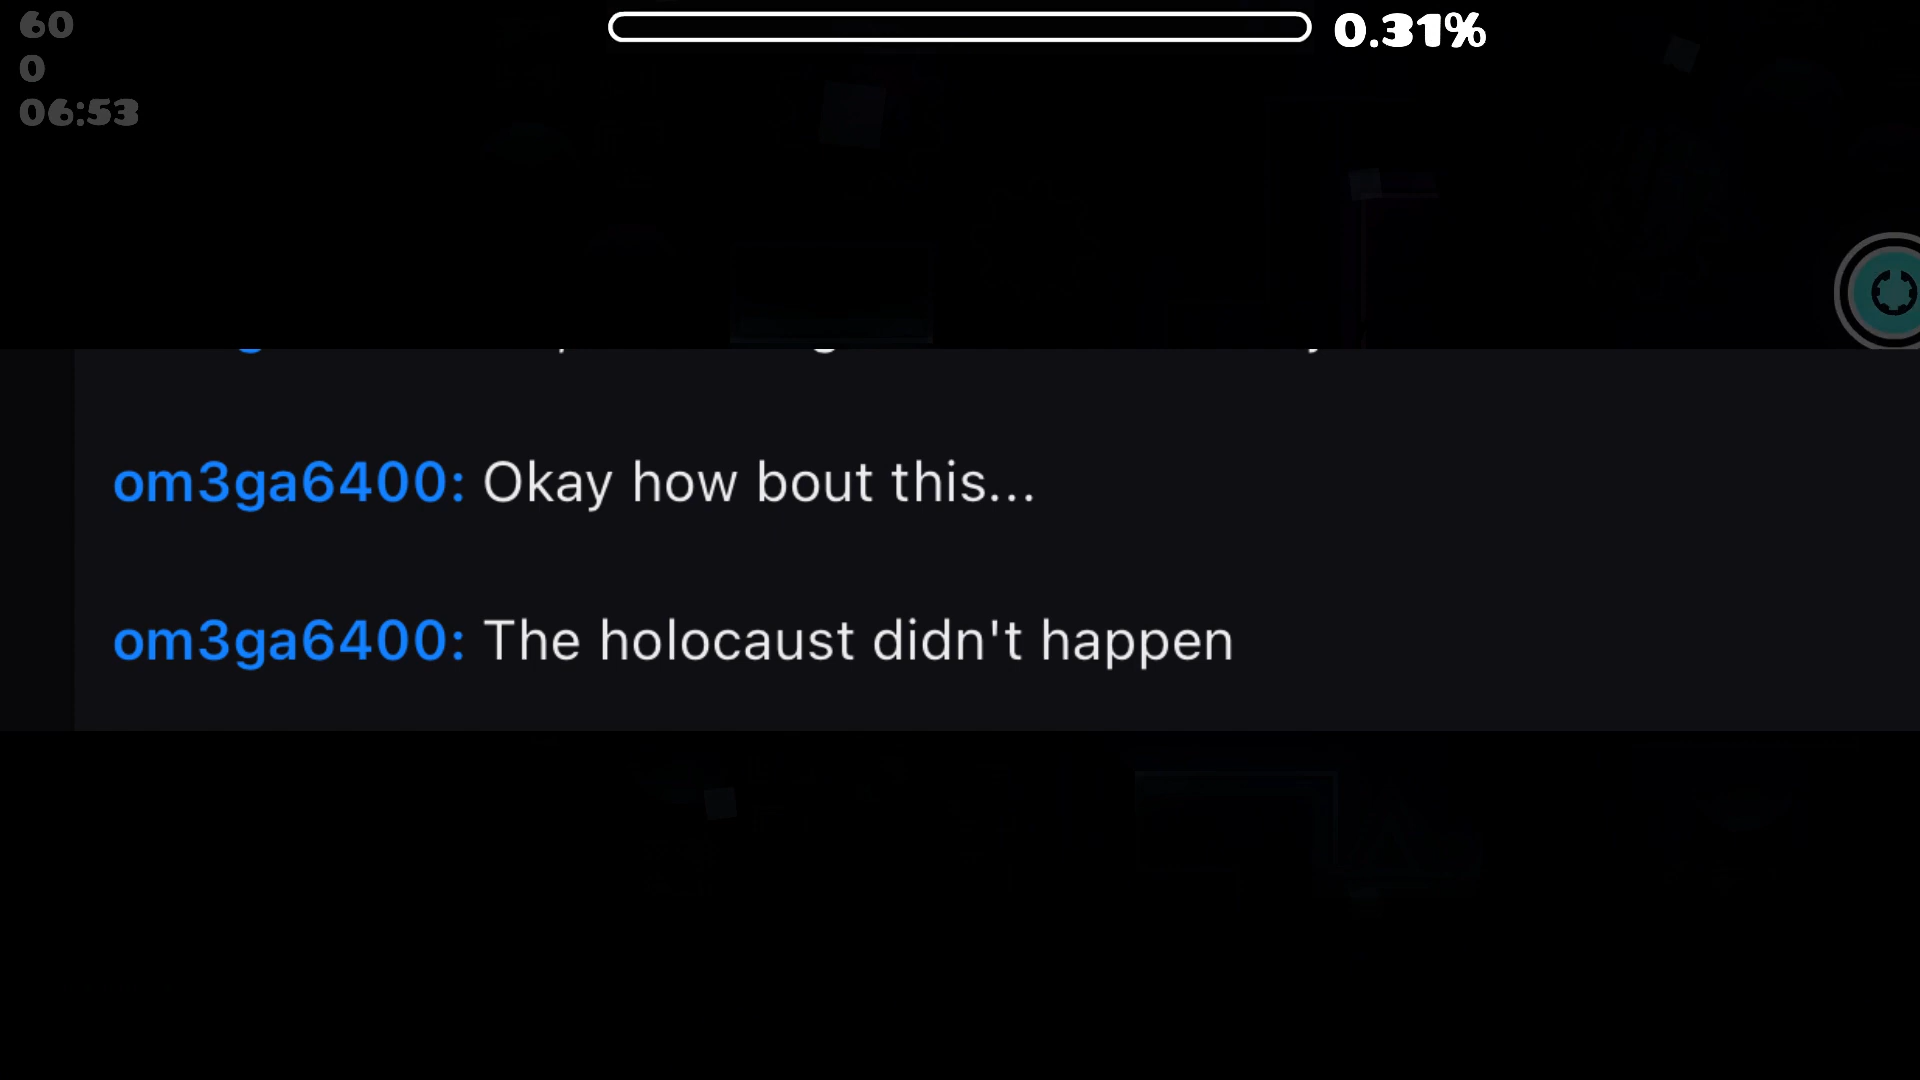 60
0.31%
0
06:53
om3ga6400: Okay how bout this...
om3ga6400: The holocaust didn't happen